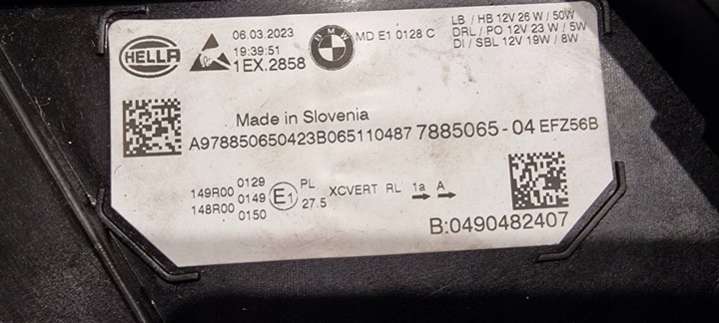 HELLA
06.03.2023
19:39:51
1EX.2858
BMW
MD E1 0128 C
LB / HB 12V 26 W / 50W
DRL / PO 12V 23 W / 5W
DI / SBL 12V 19W / 8W
Made in Slovenia
A978850650423B065110487 7885065 - 04 EFZ56B
149R00 0129
0149
148R00 0150
E1
PL
27.5
XCVERT RL 1a A
B:0490482407